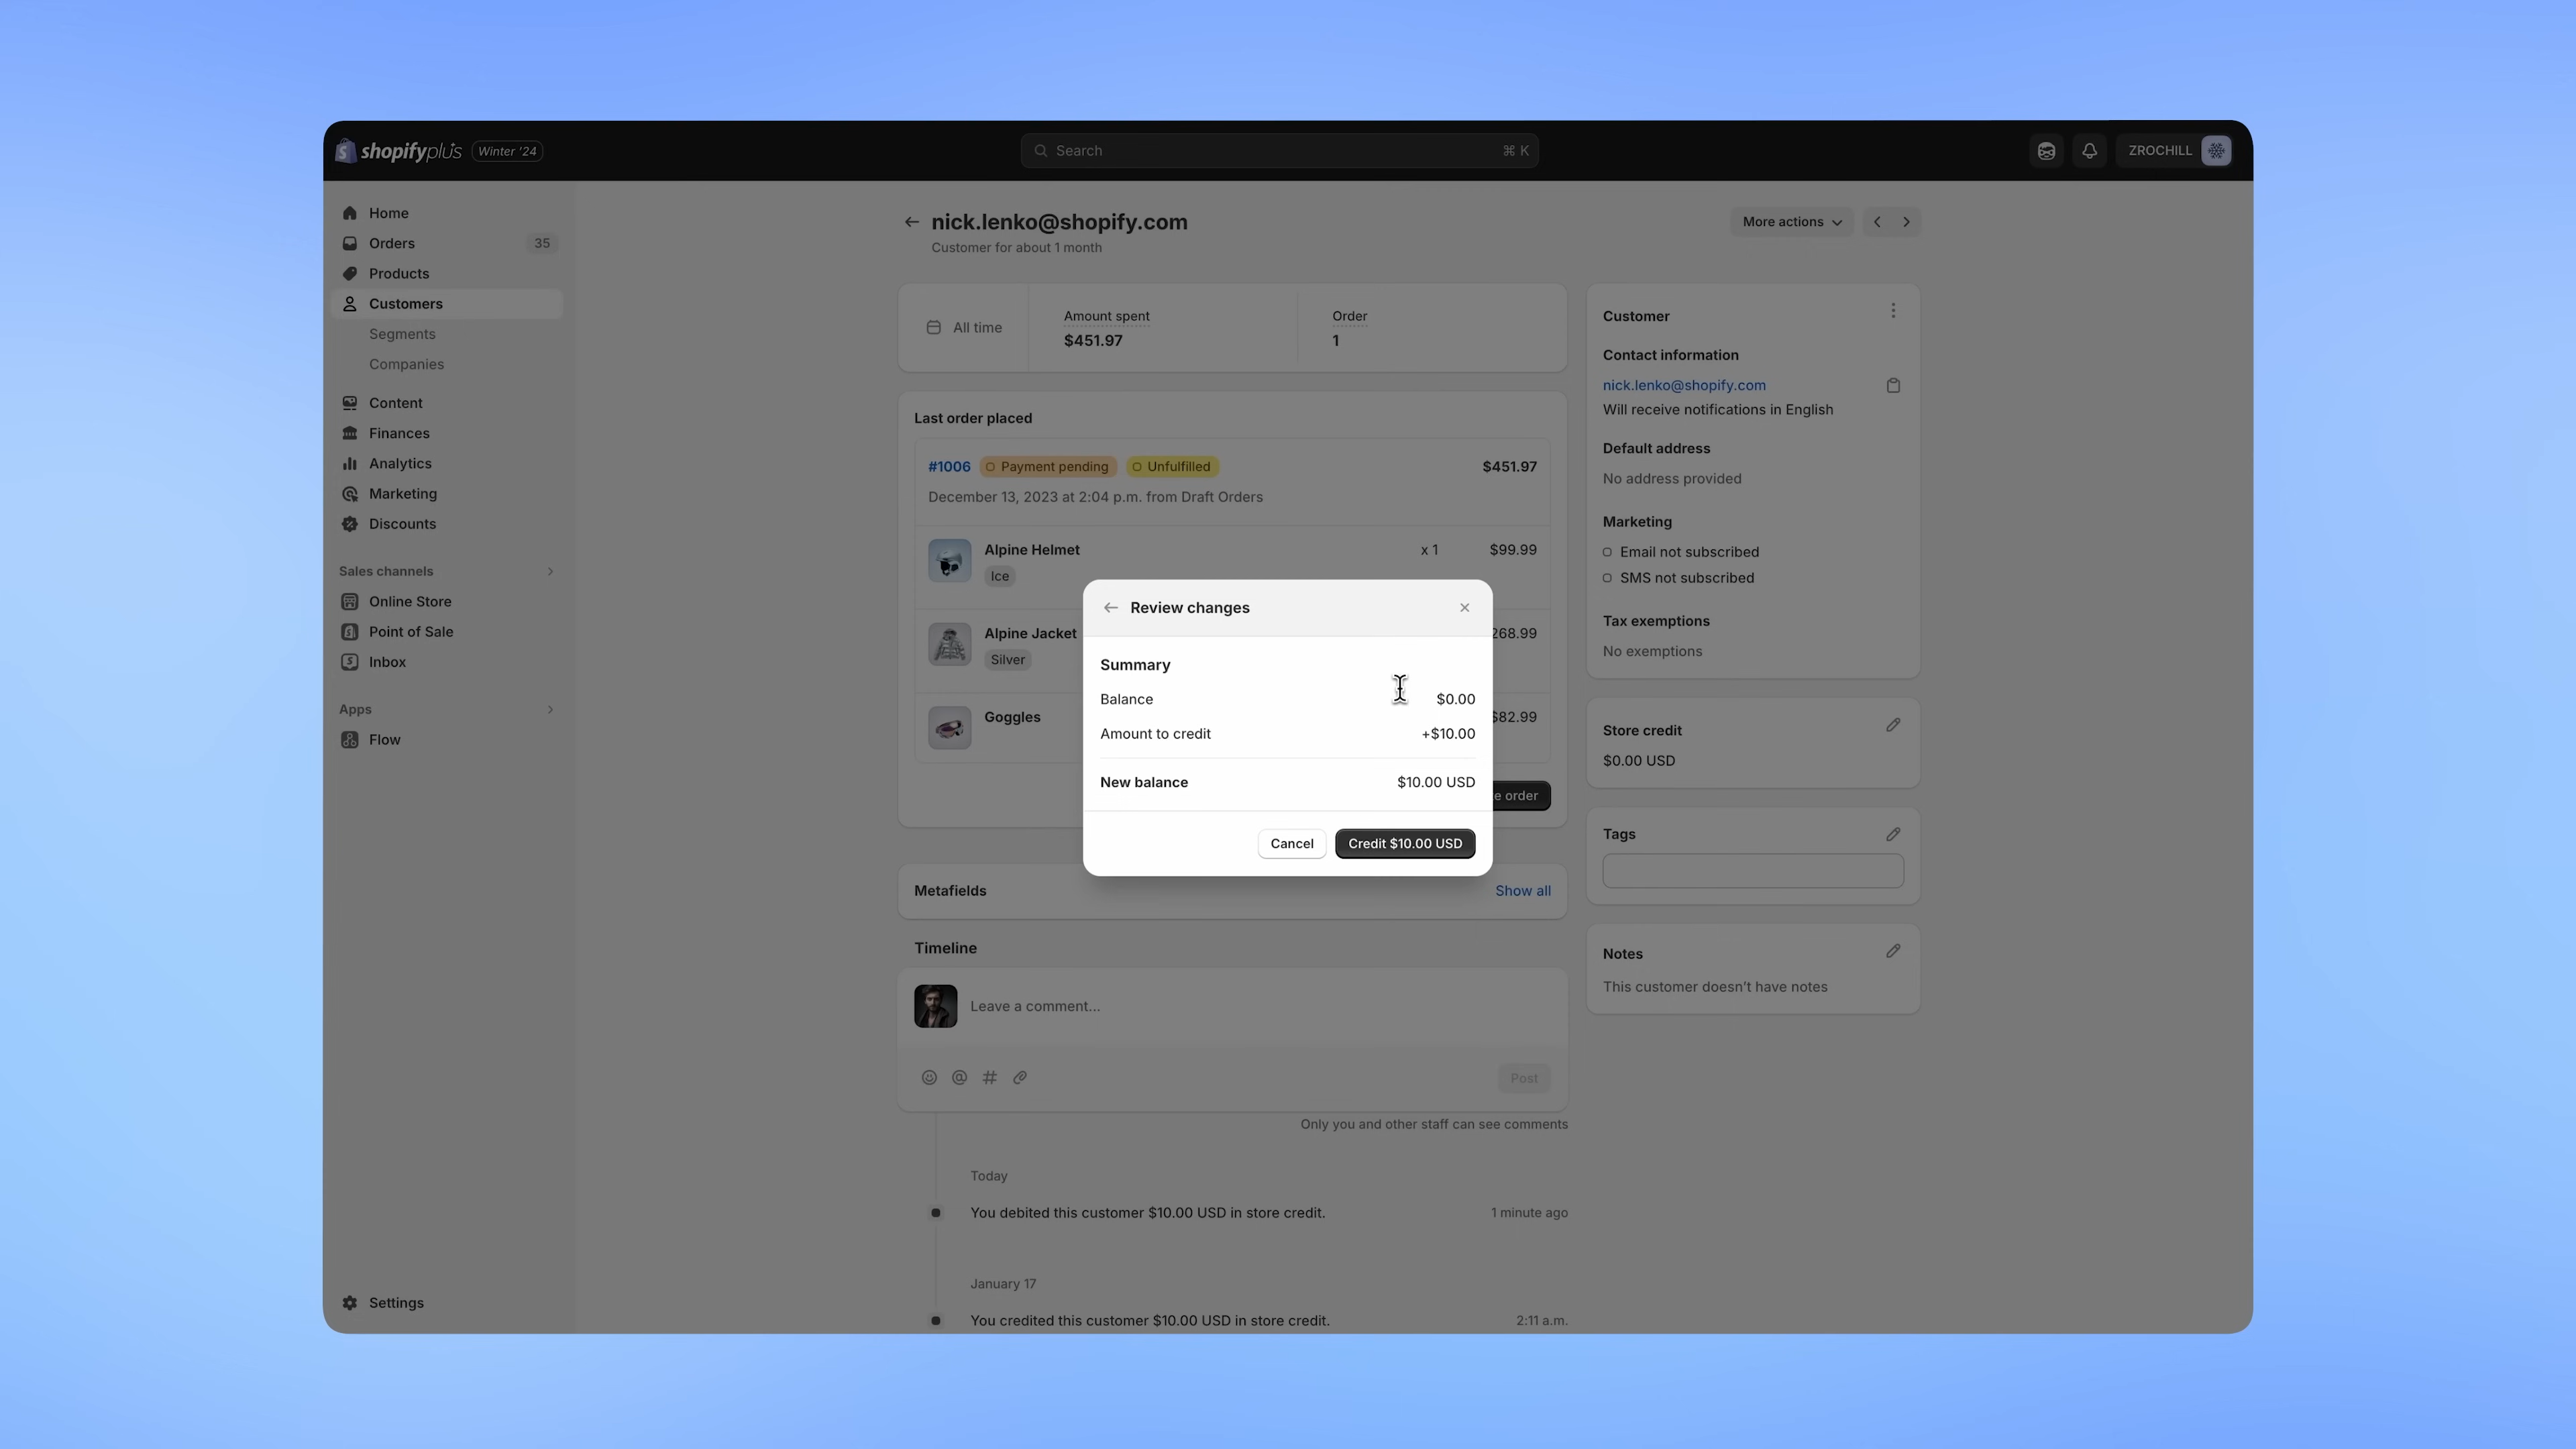 shopifyplus Winter '24
Search ⌘ K
ZROCHILL
Home
Orders 35
Products
Customers
Segments
Companies
Content
Finances
Analytics
Marketing
Discounts
Sales channels
Online Store
Point of Sale
Inbox
Apps
Flow
Settings
nick.lenko@shopify.com
Customer for about 1 month
More actions
All time
Amount spent
$451.97
Order
1
Last order placed
#1006 Payment pending Unfulfilled $451.97
December 13, 2023 at 2:04 p.m. from Draft Orders
Alpine Helmet x 1 $99.99
Ice
Alpine Jacket 268.99
Silver
Goggles $82.99
e order
Review changes
Summary
Balance $0.00
Amount to credit +$10.00
New balance $10.00 USD
Cancel Credit $10.00 USD
Metafields Show all
Timeline
Leave a comment...
Post
Only you and other staff can see comments
Today
You debited this customer $10.00 USD in store credit. 1 minute ago
January 17
You credited this customer $10.00 USD in store credit. 2:11 a.m.
Customer
Contact information
nick.lenko@shopify.com
Will receive notifications in English
Default address
No address provided
Marketing
Email not subscribed
SMS not subscribed
Tax exemptions
No exemptions
Store credit
$0.00 USD
Tags
Notes
This customer doesn't have notes